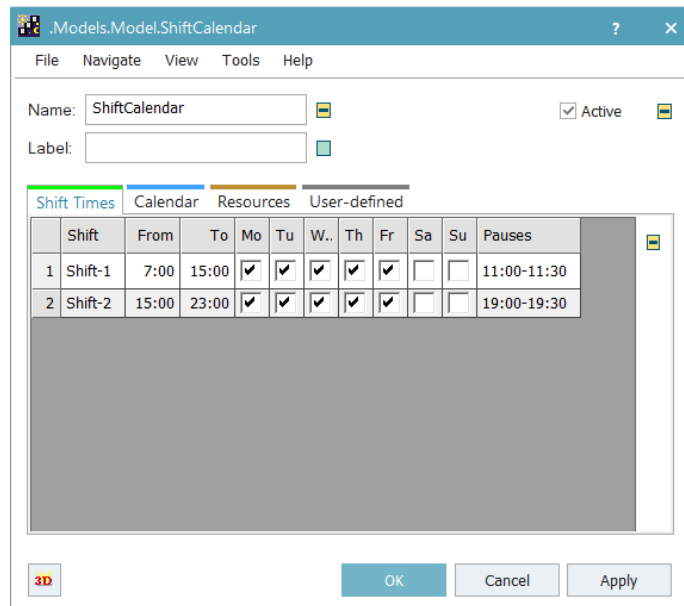 .Models.Model.ShiftCalendar ? ×
File Navigate View Tools Help
Name: ShiftCalendar Active
Label:
Shift Times Calendar Resources User-defined
Shift From To Mo Tu W.. Th Fr Sa Su Pauses
1 Shift-1 7:00 15:00 11:00-11:30
2 Shift-2 15:00 23:00 19:00-19:30
3D OK Cancel Apply